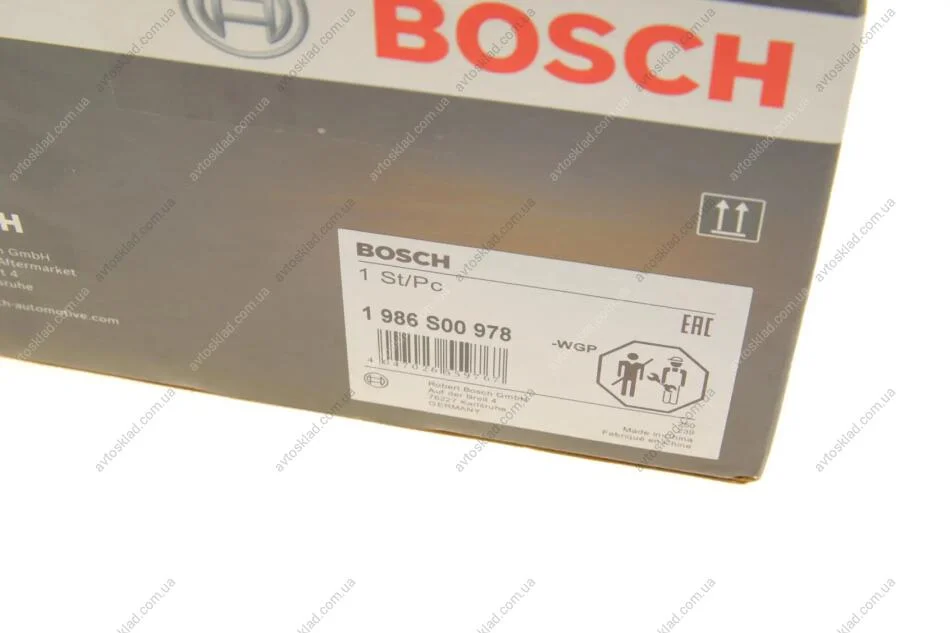 BOSCH
H
h GmbH
Aftermarket
t 4
lsruhe
ch-automotive.com
BOSCH
1 St/Pc
1 986 S00 978
EAC
-WGP
Robert Bosch GmbH
Auf der Breit 4
76227 Karlsruhe
GERMANY
Made in China
Fabriqué en Chine
avtosklad.com.ua